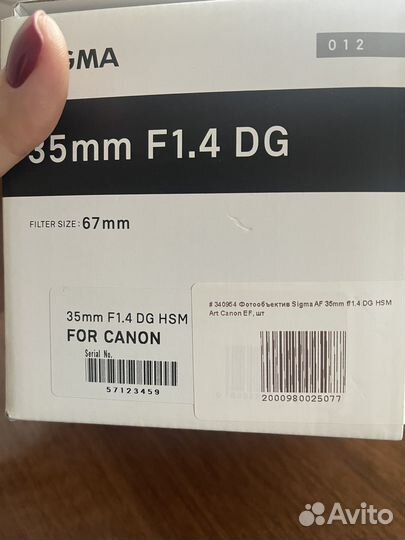 GMA
012
35mm F1.4 DG
FILTER SIZE: 67mm
35mm F1.4 DG HSM
FOR CANON
Serial No.
57123459
# 340954 Фотообъектив Sigma AF 35mm f/1.4 DG HSM
Art Canon EF, шт
2000980025077
Avito